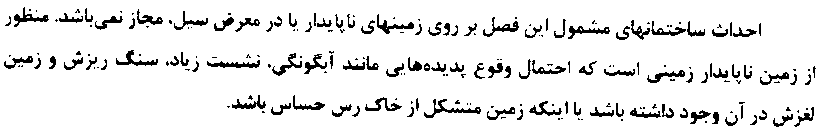 احداث ساختمانهای مشمول این فصل بر روی زمینهای ناپایدار یا در معرض سیل، مجاز نمی‌باشد. منظور
از زمین ناپایدار زمینی است که احتمال وقوع پدیده‌هایی مانند آبگونگی، نشست زیاد، سنگ ریزش و زمین
لغزش در آن وجود داشته باشد یا اینکه زمین متشکل از خاک رس حساس باشد.